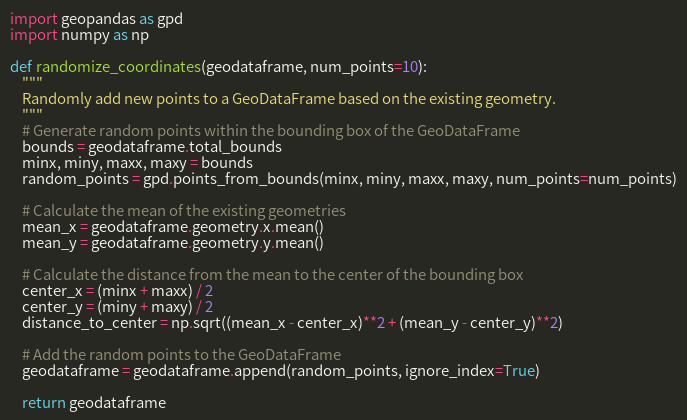 import geopandas as gpd
import numpy as np
def randomize_coordinates(geodataframe, num_points=10):
"""
Randomly add new points to a GeoDataFrame based on the existing geometry.
"""
# Generate random points within the bounding box of the GeoDataFrame
bounds = geodataframe.total_bounds
minx, miny, maxx, maxy = bounds
random_points = gpd.points_from_bounds(minx, miny, maxx, maxy, num_points=num_points)
# Calculate the mean of the existing geometries
mean_x = geodataframe.geometry.x.mean()
mean_y = geodataframe.geometry.y.mean()
# Calculate the distance from the mean to the center of the bounding box
center_x = (minx + maxx) / 2
center_y = (miny + maxy) / 2
distance_to_center = np.sqrt((mean_x - center_x)**2 + (mean_y - center_y)**2)
# Add the random points to the GeoDataFrame
geodataframe = geodataframe.append(random_points, ignore_index=True)
return geodataframe